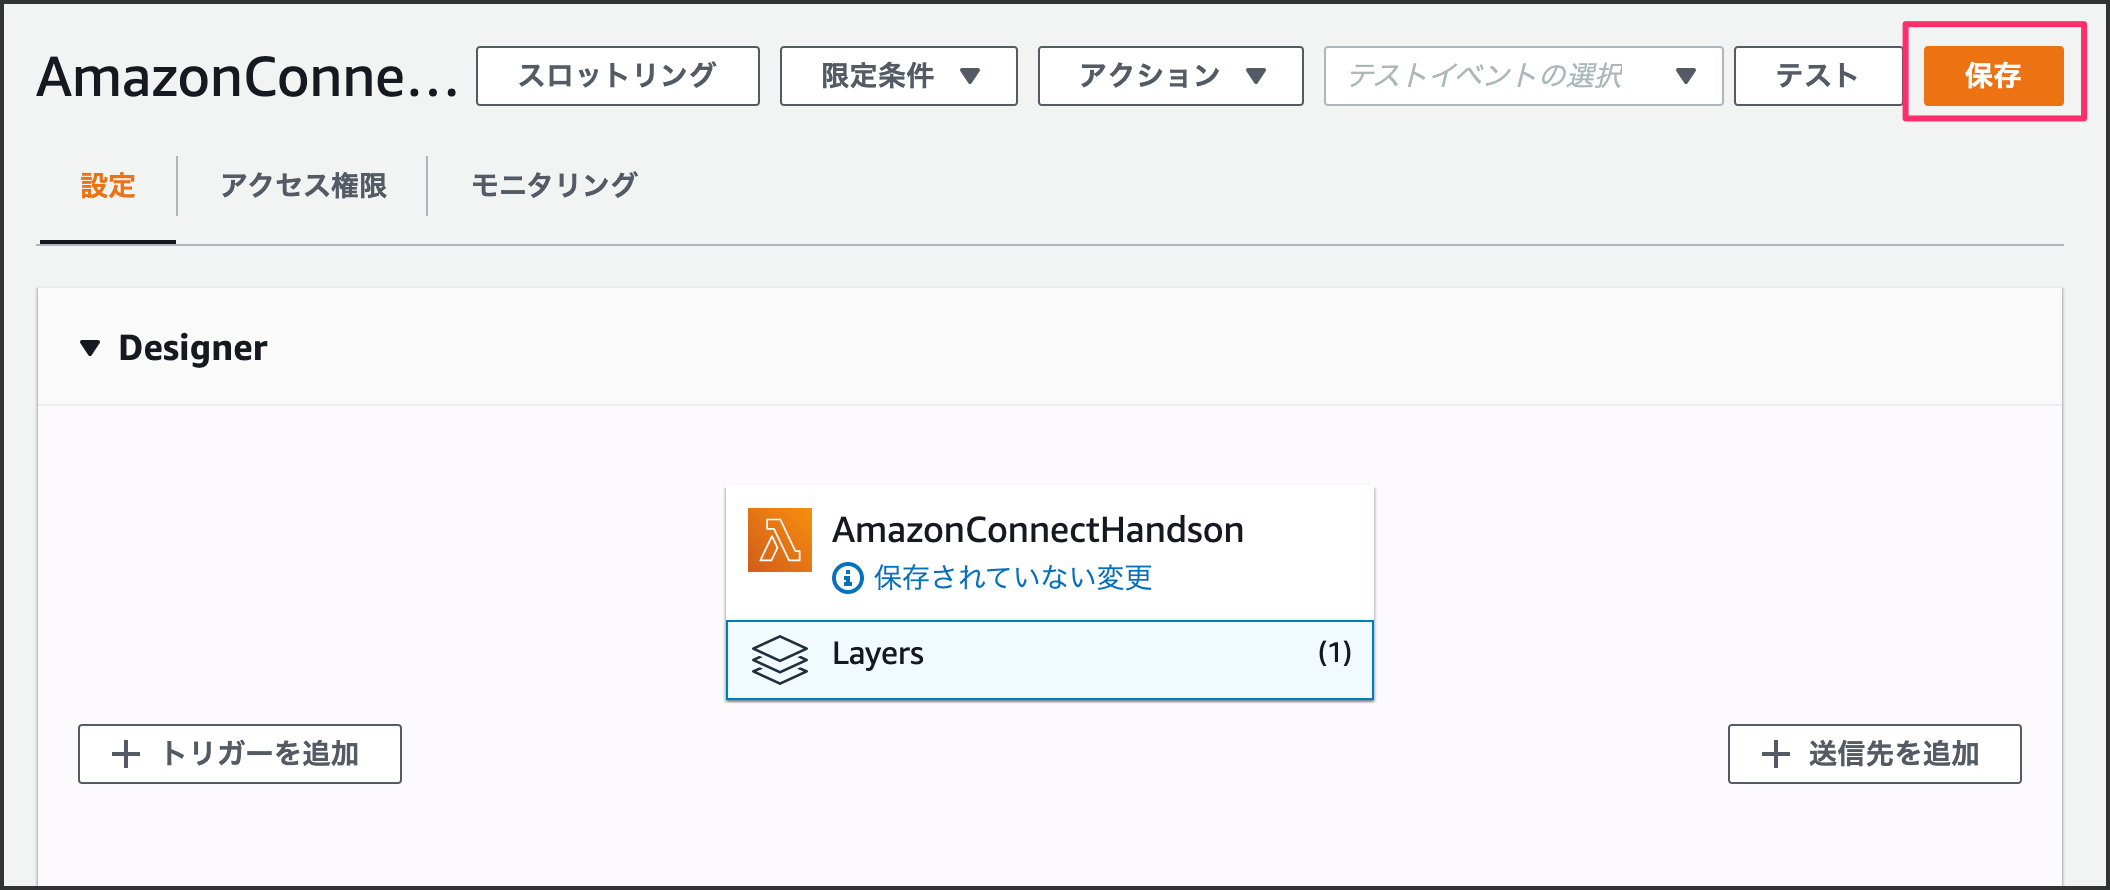 AmazonConne...
スロットリング
限定条件
アクション
テストイベントの選択
テスト
保存
設定
アクセス権限
モニタリング
Designer
AmazonConnectHandson
保存されていない変更
Layers (1)
トリガーを追加
送信先を追加